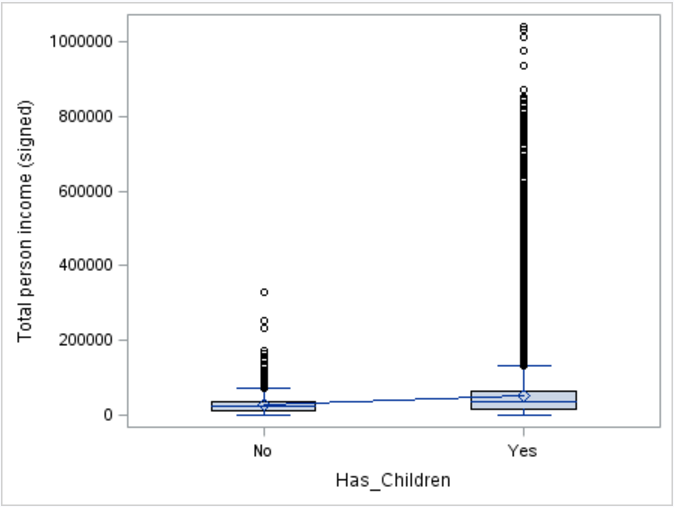 Total person income (signed)
1000000
800000
600000
400000
200000
0
No
Yes
Has_Children